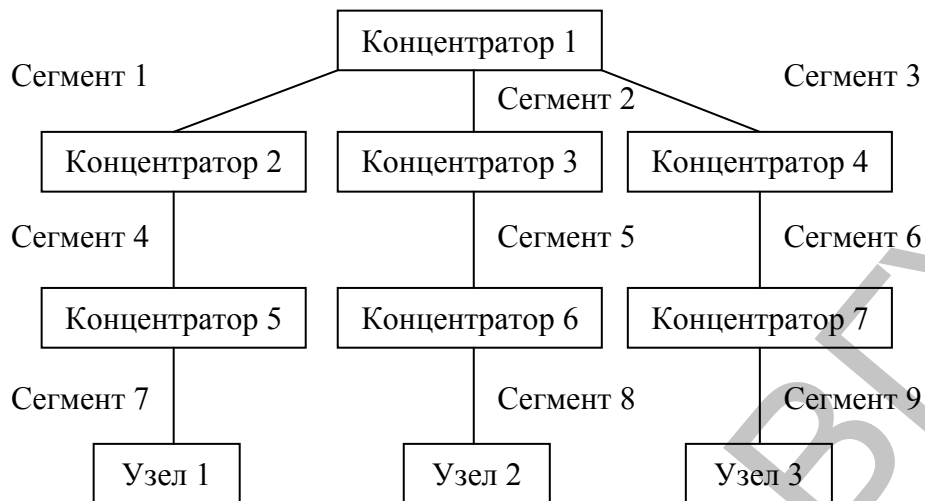 Концентратор 1
Сегмент 1
Сегмент 2
Сегмент 3
Концентратор 2
Концентратор 3
Концентратор 4
Сегмент 4
Сегмент 5
Сегмент 6
Концентратор 5
Концентратор 6
Концентратор 7
Сегмент 7
Сегмент 8
Сегмент 9
Узел 1
Узел 2
Узел 3